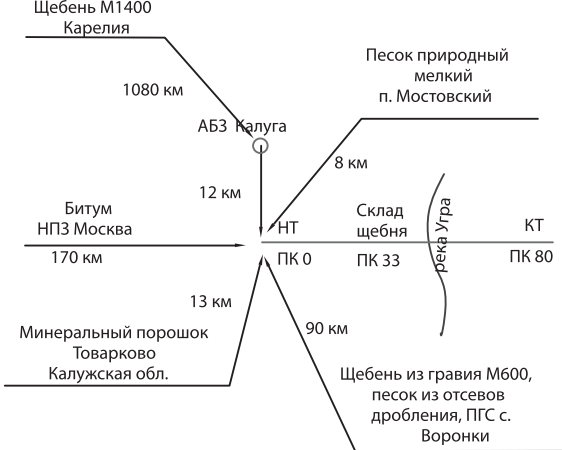 Щебень М1400
Карелия
1080 км
Песок природный
мелкий
п. Мостовский
АБЗ Калуга
8 км
12 км
Битум
НПЗ Москва
170 км
НТ
Склад
щебня
река Угра
КТ
ПК 0
ПК 33
ПК 80
13 км
90 км
Минеральный порошок
Товарково
Калужская обл.
Щебень из гравия М600,
песок из отсевов
дробления, ПГС с.
Воронки